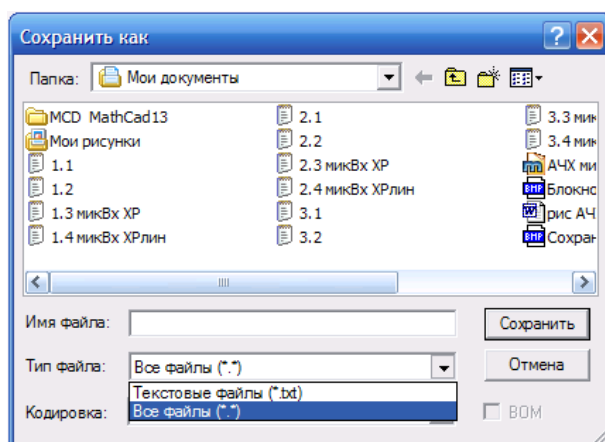 Сохранить как
Папка: Мои документы
MCD MathCad13
Мои рисунки
1.1
1.2
1.3 микВх ХР
1.4 микВх ХРлин
2.1
2.2
2.3 микВх ХР
2.4 микВх ХРлин
3.1
3.2
3.3 мик
3.4 мик
АЧХ ми
Блокно
рис АЧ
Сохран
Имя файла:
Сохранить
Тип файла: Все файлы (*.*)
Отмена
Текстовые файлы (*.txt)
Все файлы (*.*)
Кодировка:
BOM